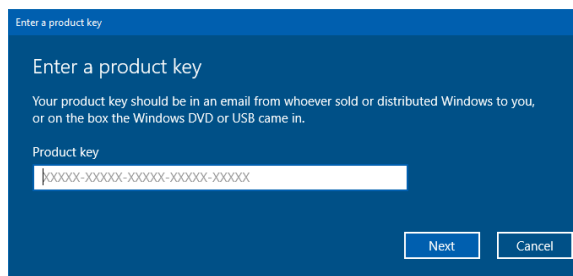 Enter a product key
Enter a product key
Your product key should be in an email from whoever sold or distributed Windows to you,
or on the box the Windows DVD or USB came in.
Product key
XXXXX-XXXXX-XXXXX-XXXXX-XXXXX
Next Cancel